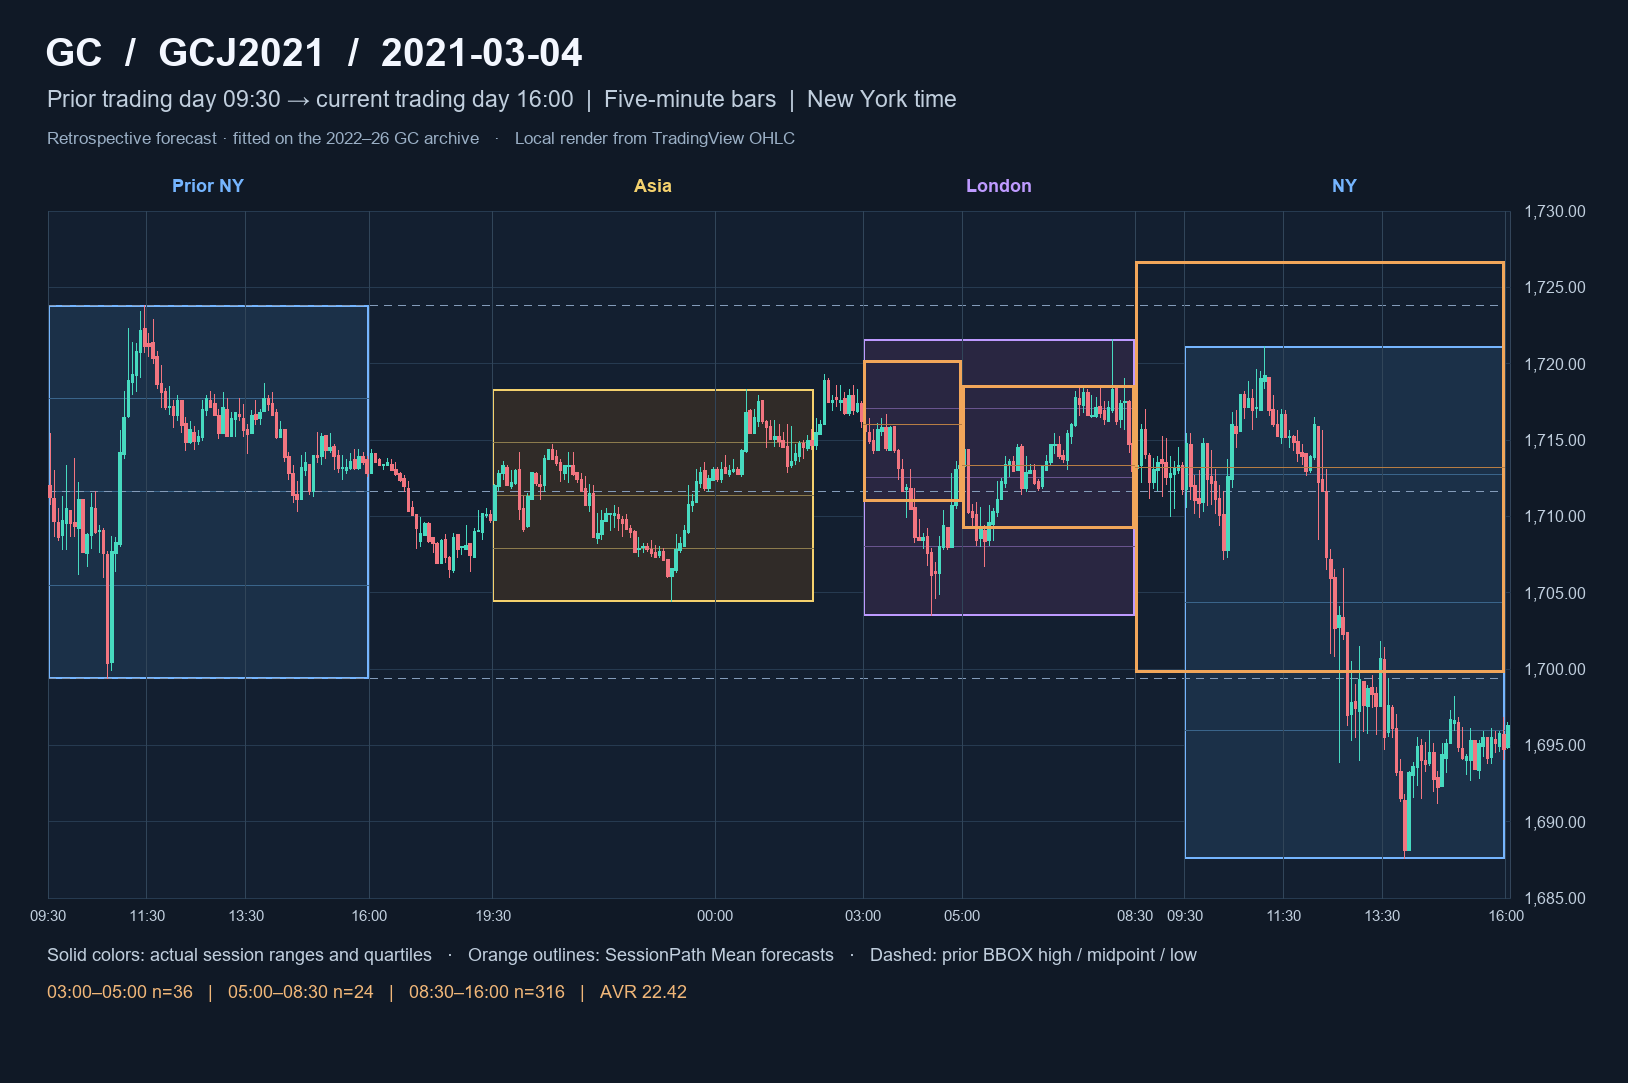 GC / GCJ2021 / 2021-03-04
Prior trading day 09:30 → current trading day 16:00 | Five-minute bars | New York time
Retrospective forecast · fitted on the 2022–26 GC archive · Local render from TradingView OHLC
Prior NY Asia London NY
1,730.00
1,725.00
1,720.00
1,715.00
1,710.00
1,705.00
1,700.00
1,695.00
1,690.00
1,685.00
09:30 11:30 13:30 16:00 19:30 00:00 03:00 05:00 08:30 09:30 11:30 13:30 16:00
Solid colors: actual session ranges and quartiles · Orange outlines: SessionPath Mean forecasts · Dashed: prior BBOX high / midpoint / low
03:00–05:00 n=36 | 05:00–08:30 n=24 | 08:30–16:00 n=316 | AVR 22.42